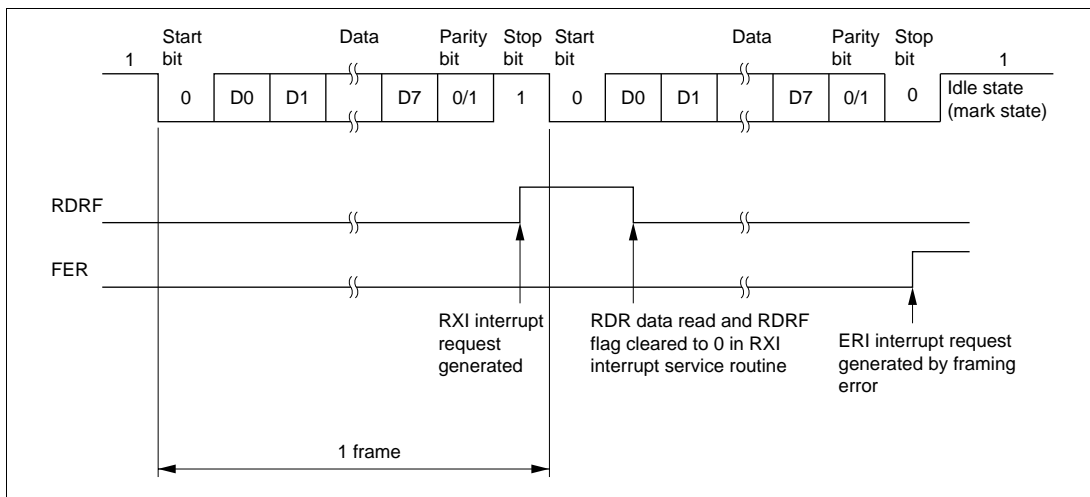 Start bit
Data
Parity bit
Stop bit
Start bit
Data
Parity bit
Stop bit
1
1
0
D0
D1
D7
0/1
1
0
D0
D1
D7
0/1
0
Idle state
(mark state)
RDRF
FER
RXI interrupt
request
generated
RDR data read and RDRF
flag cleared to 0 in RXI
interrupt service routine
ERI interrupt request
generated by framing
error
1 frame